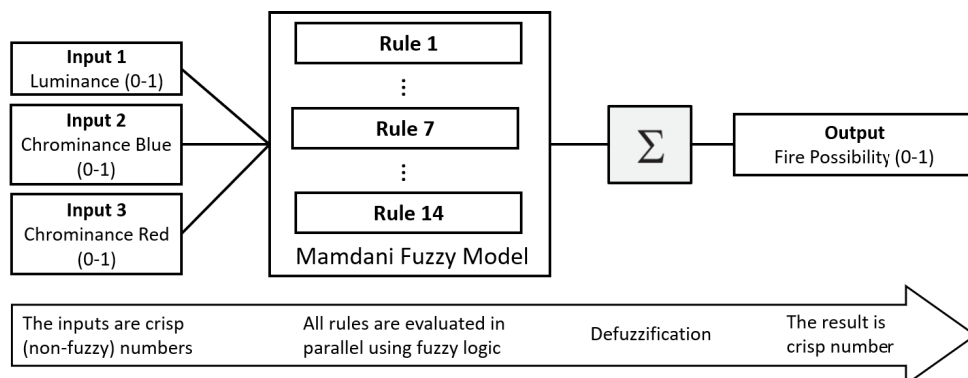 Input 1
Luminance (0-1)
Input 2
Chrominance Blue
(0-1)
Input 3
Chrominance Red
(0-1)
Rule 1
⋮
Rule 7
⋮
Rule 14
Mamdani Fuzzy Model
Σ
Output
Fire Possibility (0-1)
The inputs are crisp
(non-fuzzy) numbers
All rules are evaluated in
parallel using fuzzy logic
Defuzzification
The result is
crisp number